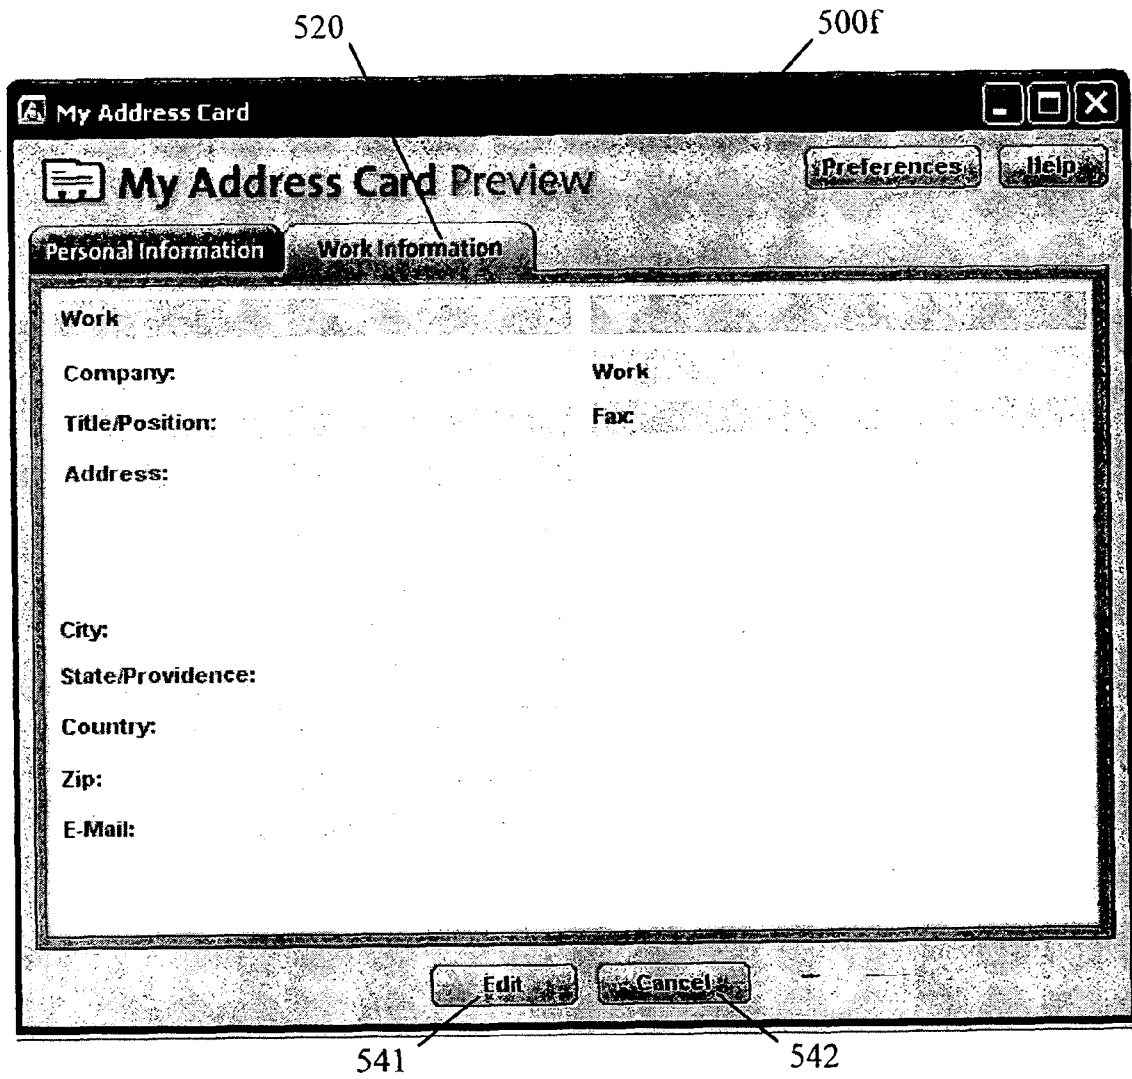 520 500f
My Address Card
My Address Card Preview Preferences Help
Personal Information Work Information
Work
Company: Work
Title/Position: Fax:
Address:
City:
State/Providence:
Country:
Zip:
E-Mail:
Edit Cancel
541 542